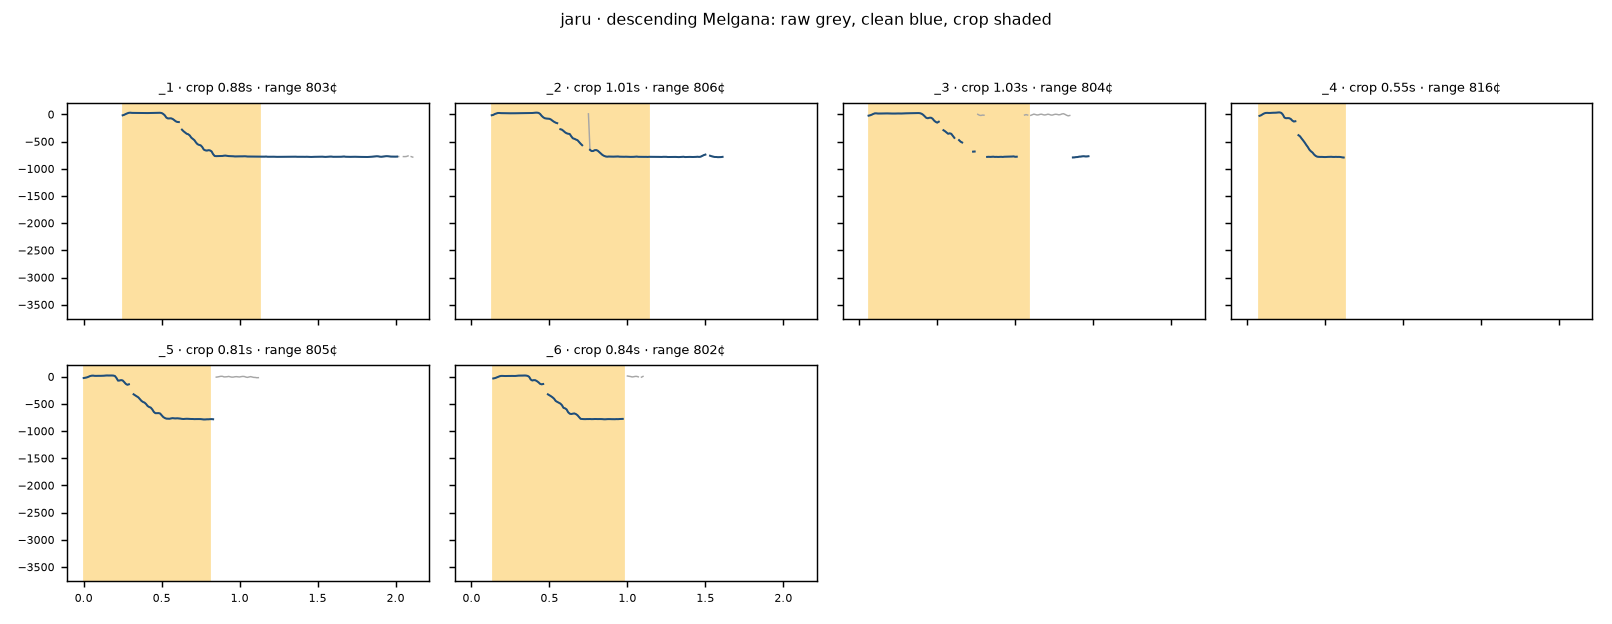 jaru · descending Melgana: raw grey, clean blue, crop shaded
_1 · crop 0.88s · range 803¢
_2 · crop 1.01s · range 806¢
_3 · crop 1.03s · range 804¢
_4 · crop 0.55s · range 816¢
0
−500
−1000
−1500
−2000
−2500
−3000
−3500
_5 · crop 0.81s · range 805¢
_6 · crop 0.84s · range 802¢
0
−500
−1000
−1500
−2000
−2500
−3000
−3500
0.0 0.5 1.0 1.5 2.0
0.0 0.5 1.0 1.5 2.0